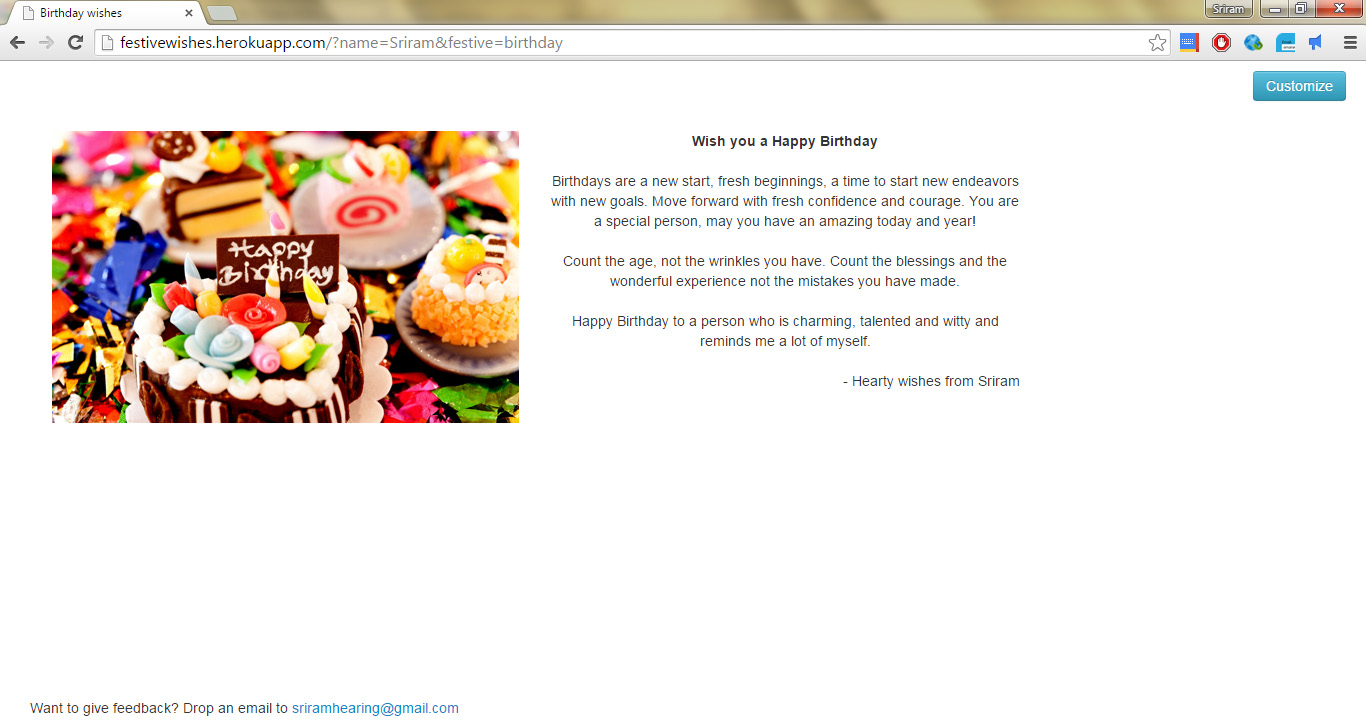 Birthday wishes
Sriram
festivewishes.herokuapp.com/?name=Sriram&festive=birthday
Customize
Happy
Birthday
Wish you a Happy Birthday
Birthdays are a new start, fresh beginnings, a time to start new endeavors
with new goals. Move forward with fresh confidence and courage. You are
a special person, may you have an amazing today and year!
Count the age, not the wrinkles you have. Count the blessings and the
wonderful experience not the mistakes you have made.
Happy Birthday to a person who is charming, talented and witty and
reminds me a lot of myself.
- Hearty wishes from Sriram
Want to give feedback? Drop an email to sriramhearing@gmail.com